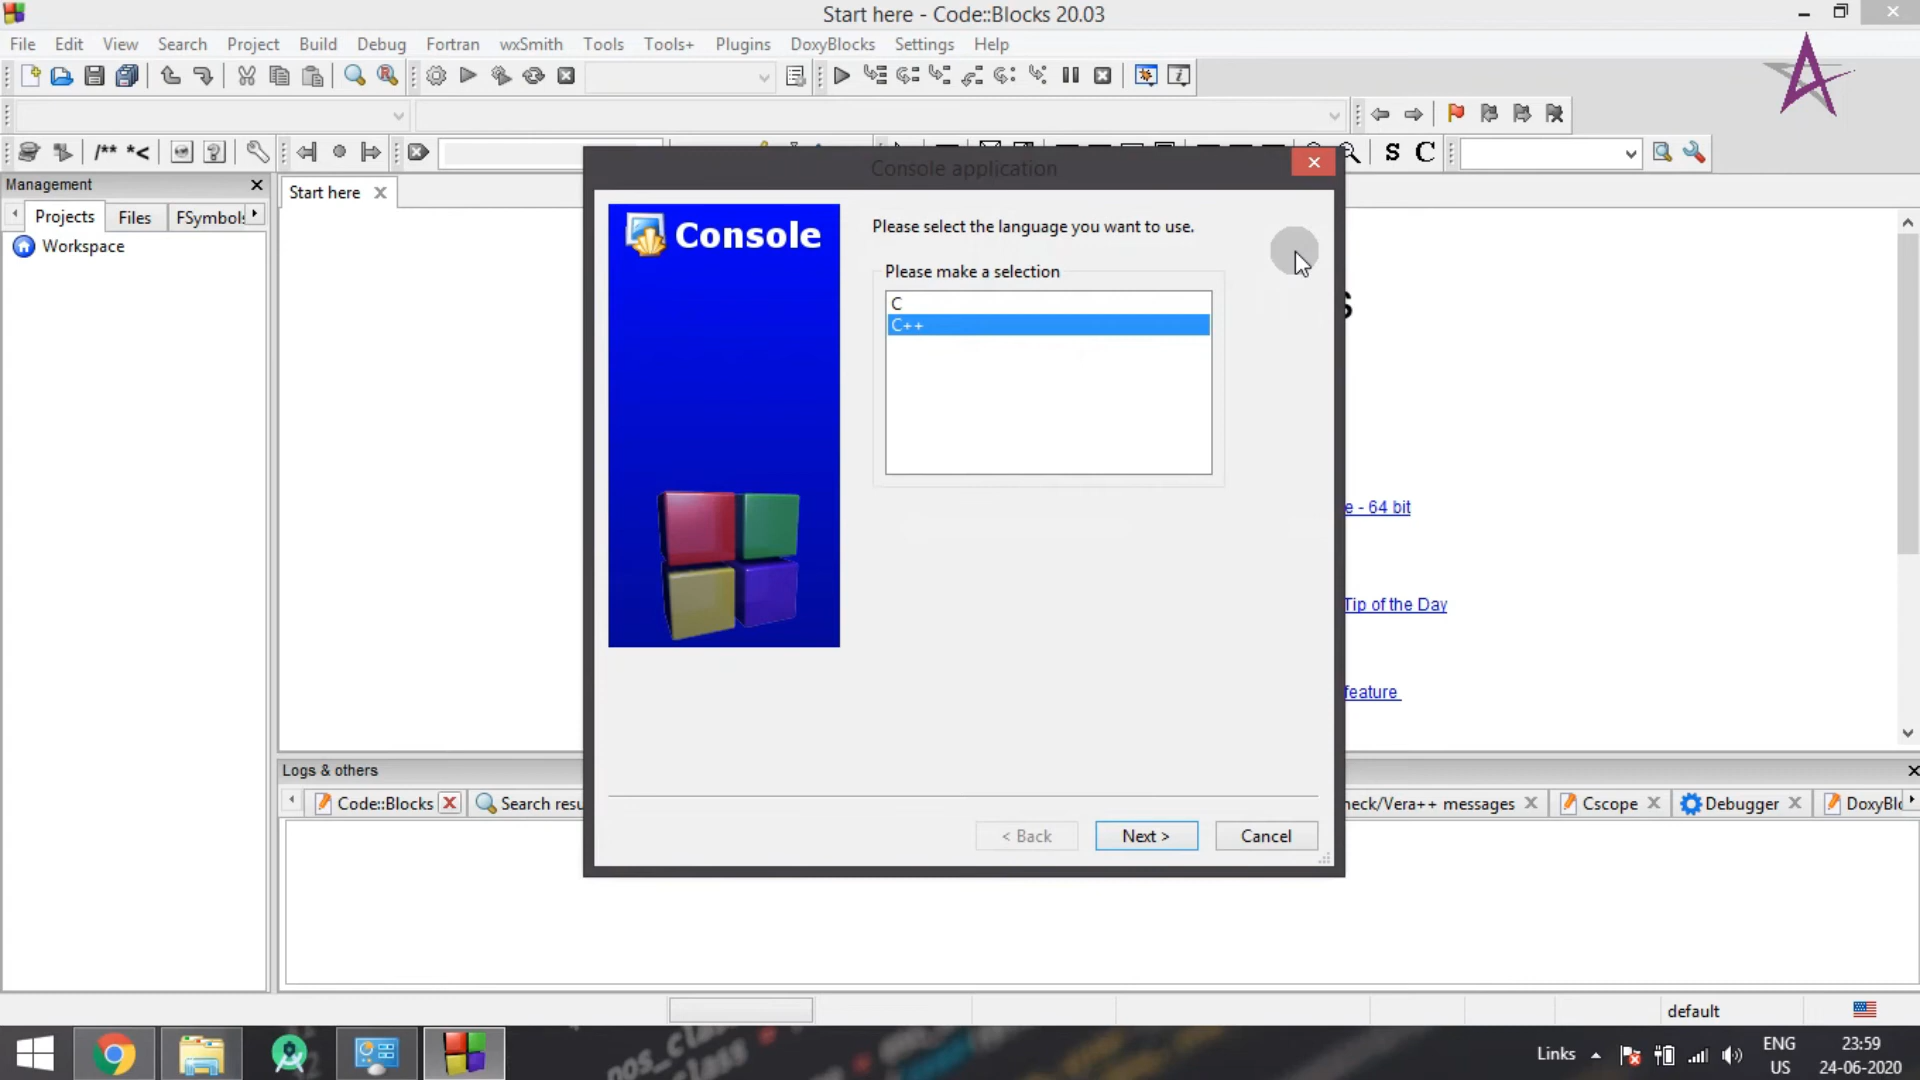 Start here - Code::Blocks 20.03
File Edit View Search Project Build Debug Fortran wxSmith Tools Tools+ Plugins DoxyBlocks Settings Help
/** *<
S C
Management
Projects Files FSymbols
Workspace
Start here
Console application
Console
Please select the language you want to use.
Please make a selection
C
C++
e - 64 bit
Tip of the Day
feature
< Back Next > Cancel
Logs & others
Code::Blocks Search resu heck/Vera++ messages Cscope Debugger DoxyBlo
default
Links
ENG
US
23:59
24-06-2020